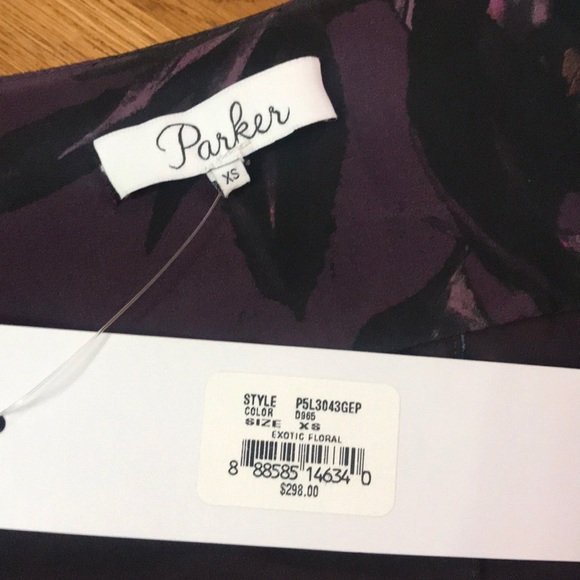 Parker
XS
STYLE P5L3043GEP
COLOR D965
SIZE XS
EXOTIC FLORAL
8 88585 14634 0
$298.00